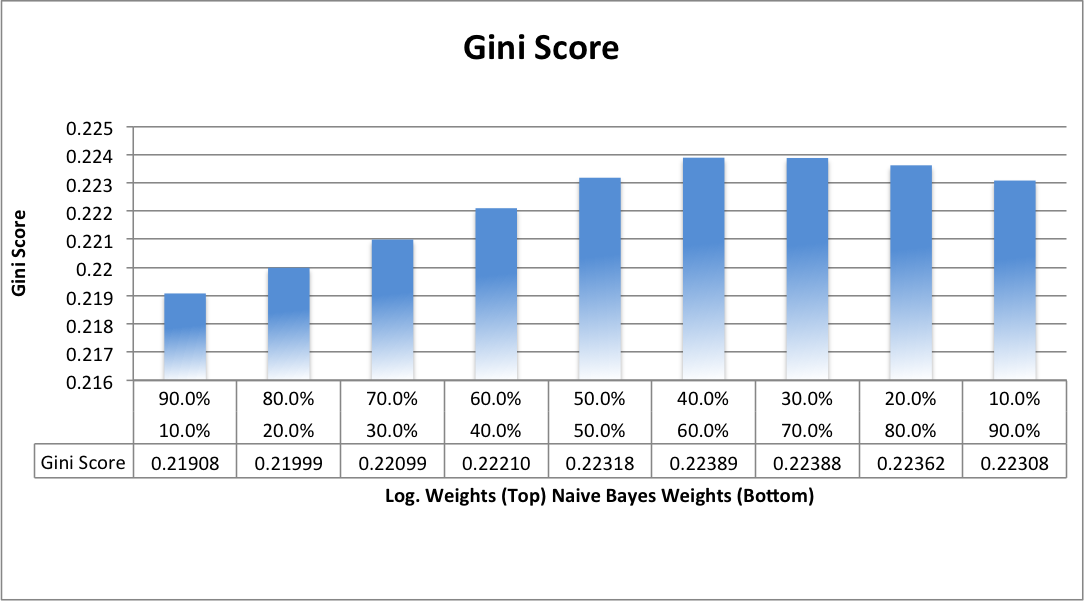 Gini Score
Gini Score
0.225
0.224
0.223
0.222
0.221
0.22
0.219
0.218
0.217
0.216
90.0% 80.0% 70.0% 60.0% 50.0% 40.0% 30.0% 20.0% 10.0%
10.0% 20.0% 30.0% 40.0% 50.0% 60.0% 70.0% 80.0% 90.0%
Gini Score 0.21908 0.21999 0.22099 0.22210 0.22318 0.22389 0.22388 0.22362 0.22308
Log. Weights (Top) Naive Bayes Weights (Bottom)